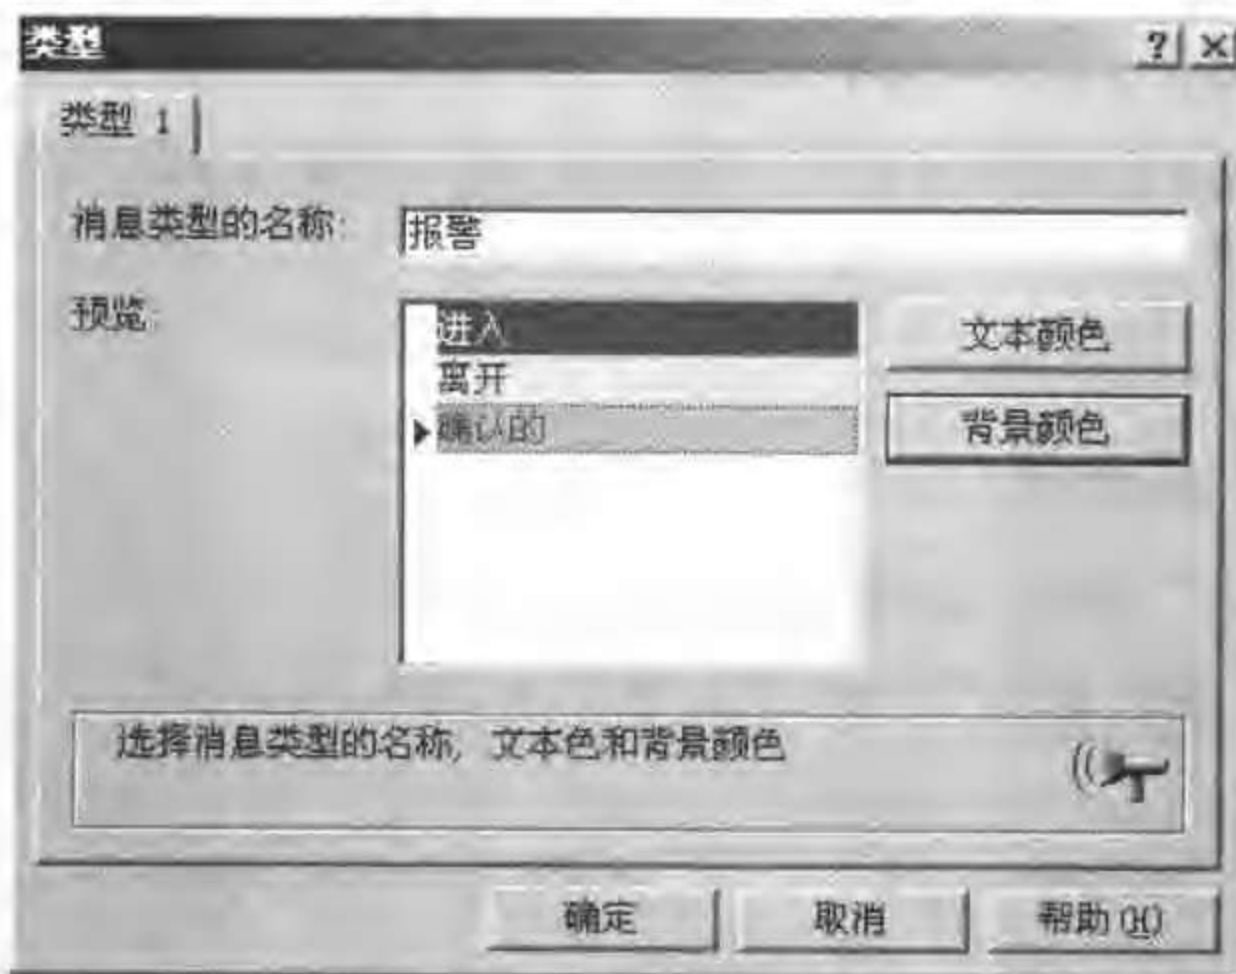 类型
类型 1
消息类型的名称: 报警
预览:
进入
离开
确认的
文本颜色
背景颜色
选择消息类型的名称, 文本色和背景颜色
确定
取消
帮助(H)